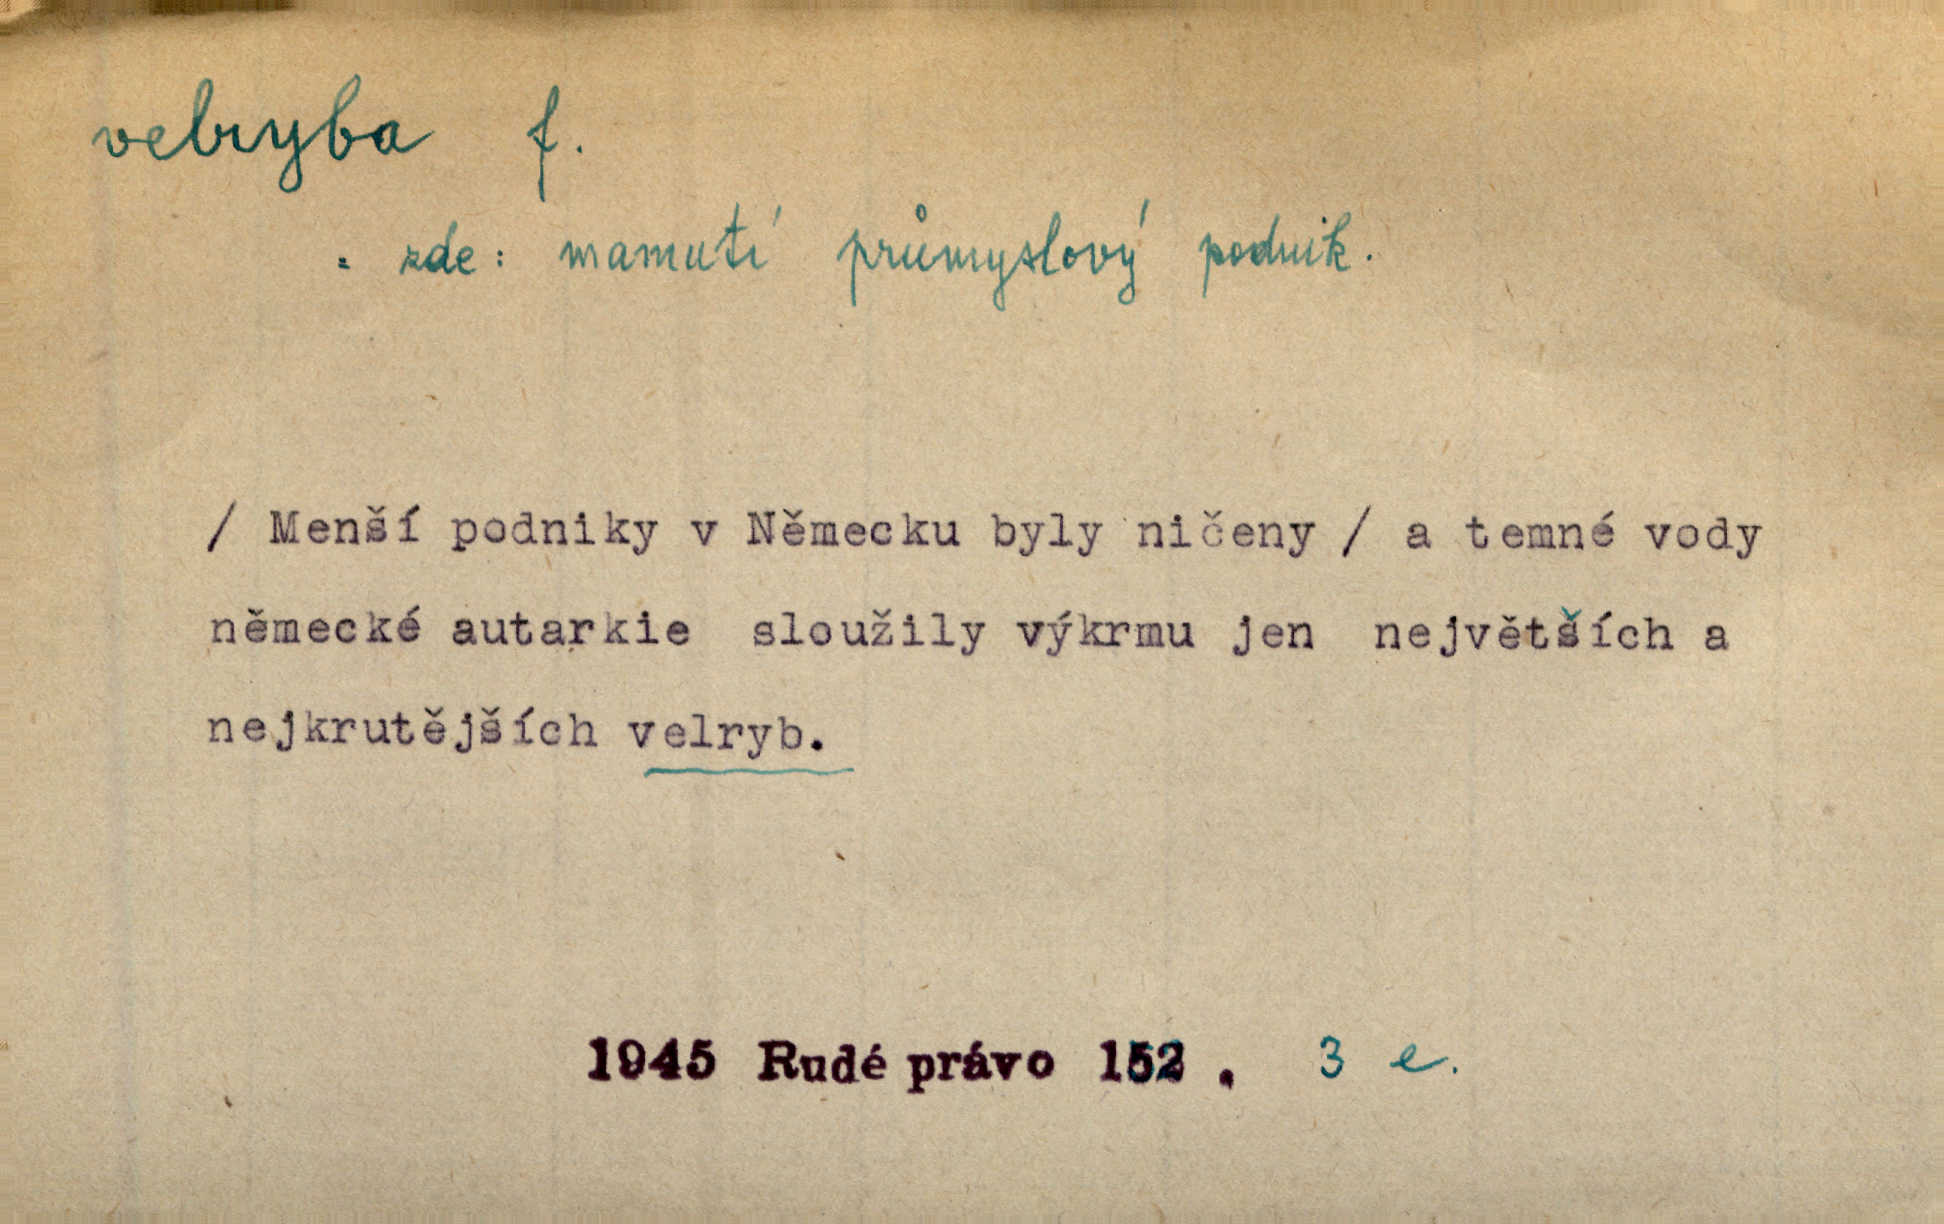 velryba f.
= zde: mamutí průmyslový podnik.
/ Menší podniky v Německu byly ničeny / a temné vody
německé autarkie sloužily výkrmu jen největších a
nejkrutějších velryb.
1945 Rudé právo 152 . 3 e.